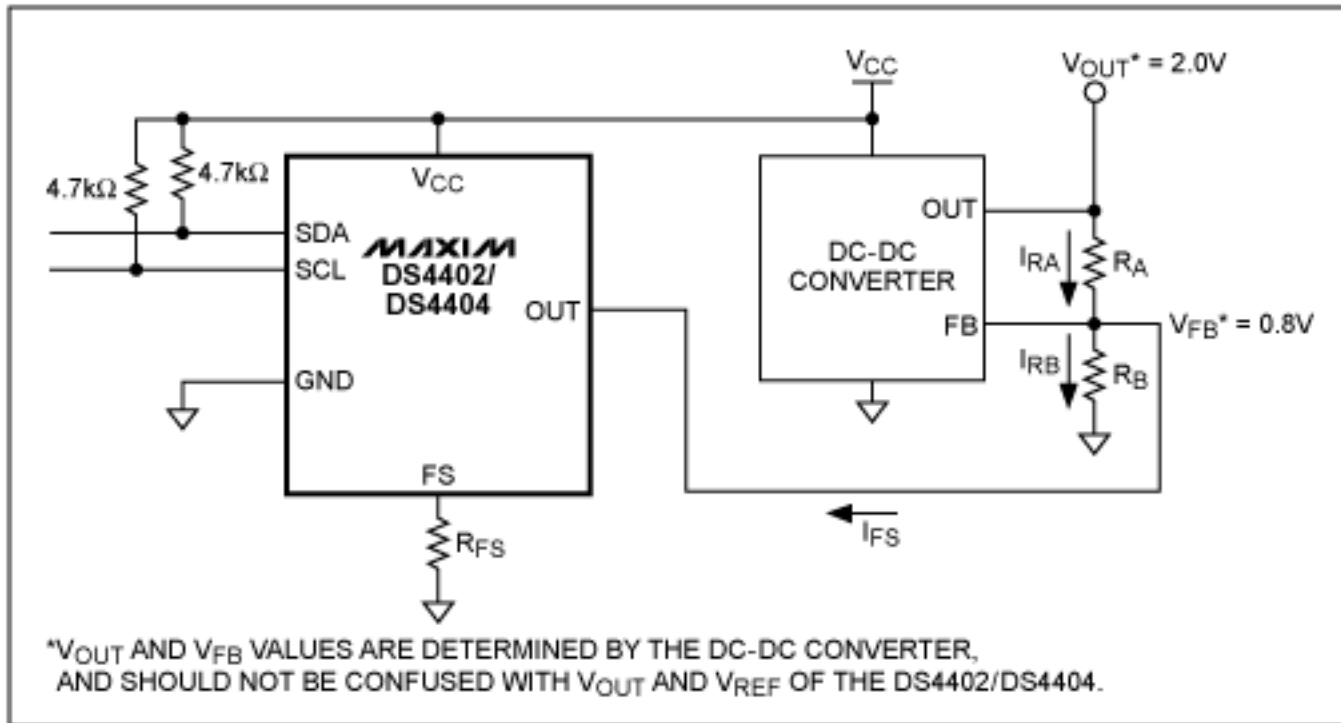 VCC
VOUT* = 2.0V
4.7kΩ
4.7kΩ
VCC
SDA
SCL
MAXIM
DS4402/
DS4404
OUT
GND
FS
RFS
OUT
DC-DC
CONVERTER
FB
IRA
RA
VFB* = 0.8V
IRB
RB
IFS
*VOUT AND VFB VALUES ARE DETERMINED BY THE DC-DC CONVERTER,
AND SHOULD NOT BE CONFUSED WITH VOUT AND VREF OF THE DS4402/DS4404.